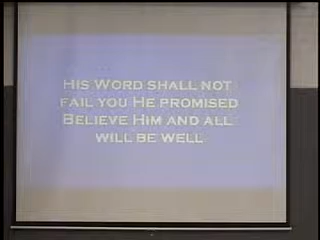 HIS WORD SHALL NOT
FAIL YOU HE PROMISED
BELIEVE HIM AND ALL
WILL BE WELL